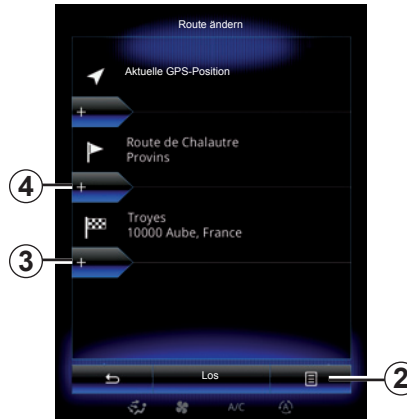 Route ändern
Aktuelle GPS-Position
+
Route de Chalautre
Provins
4
+
Troyes
10000 Aube, France
3
+
Los
2
A/C
A